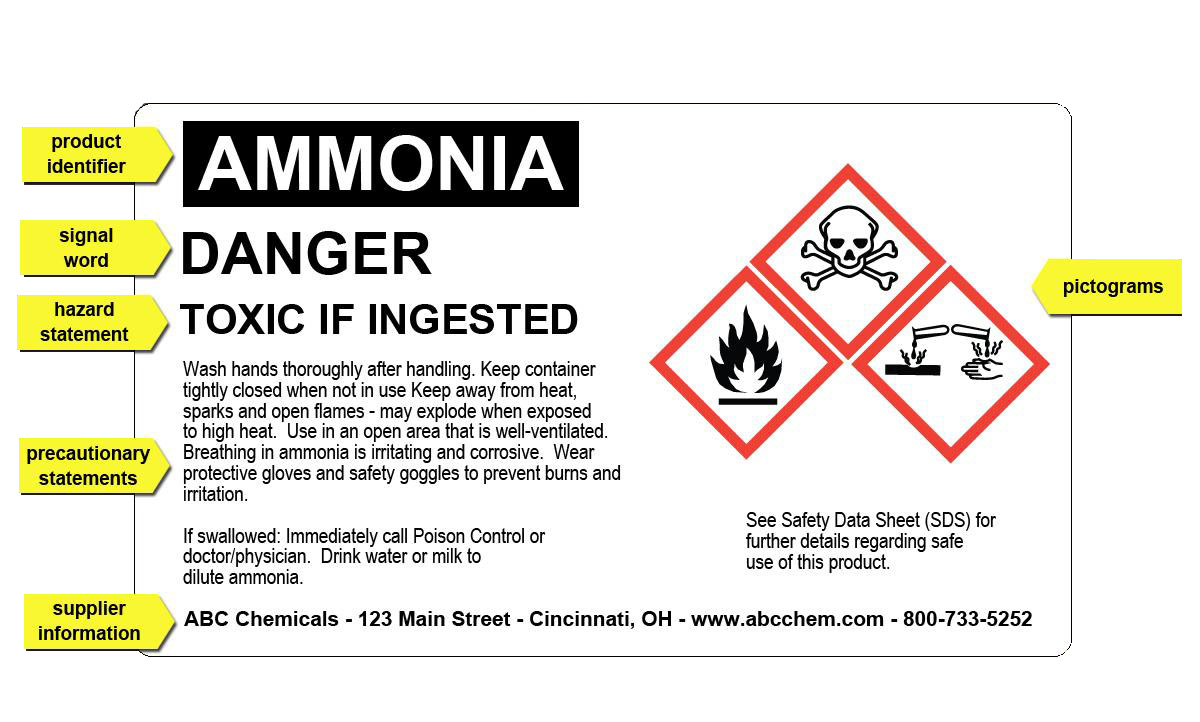 product
identifier
AMMONIA
signal
word
DANGER
hazard
statement
TOXIC IF INGESTED
pictograms
precautionary
statements
Wash hands thoroughly after handling. Keep container
tightly closed when not in use Keep away from heat,
sparks and open flames - may explode when exposed
to high heat.  Use in an open area that is well-ventilated.
Breathing in ammonia is irritating and corrosive.  Wear
protective gloves and safety goggles to prevent burns and
irritation.
If swallowed: Immediately call Poison Control or
doctor/physician.  Drink water or milk to
dilute ammonia.
See Safety Data Sheet (SDS) for
further details regarding safe
use of this product.
supplier
information
ABC Chemicals - 123 Main Street - Cincinnati, OH - www.abcchem.com - 800-733-5252